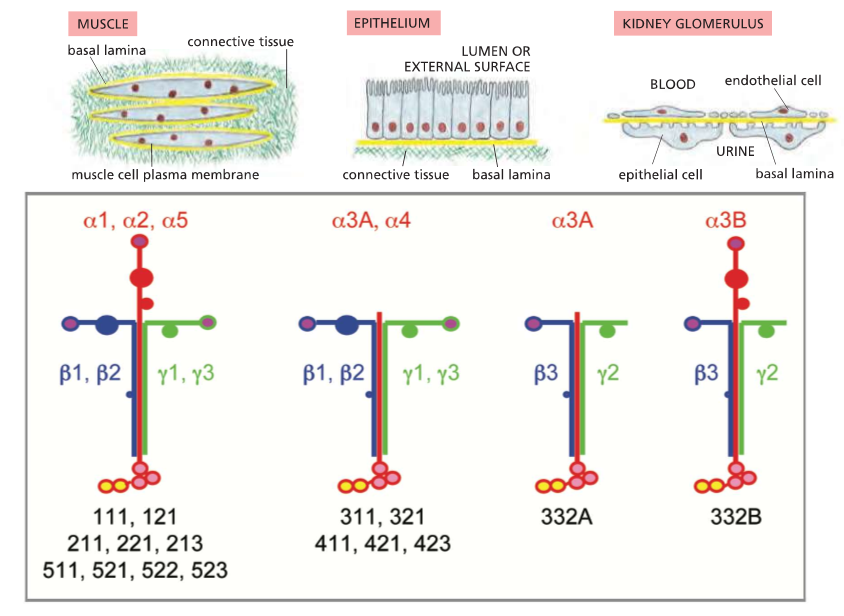 MUSCLE
basal lamina
connective tissue
muscle cell plasma membrane
EPITHELIUM
LUMEN OR
EXTERNAL SURFACE
connective tissue
basal lamina
KIDNEY GLOMERULUS
BLOOD
endothelial cell
URINE
epithelial cell
basal lamina
α1, α2, α5
β1, β2
γ1, γ3
111, 121
211, 221, 213
511, 521, 522, 523
α3A, α4
β1, β2
γ1, γ3
311, 321
411, 421, 423
α3A
β3
γ2
332A
α3B
β3
γ2
332B